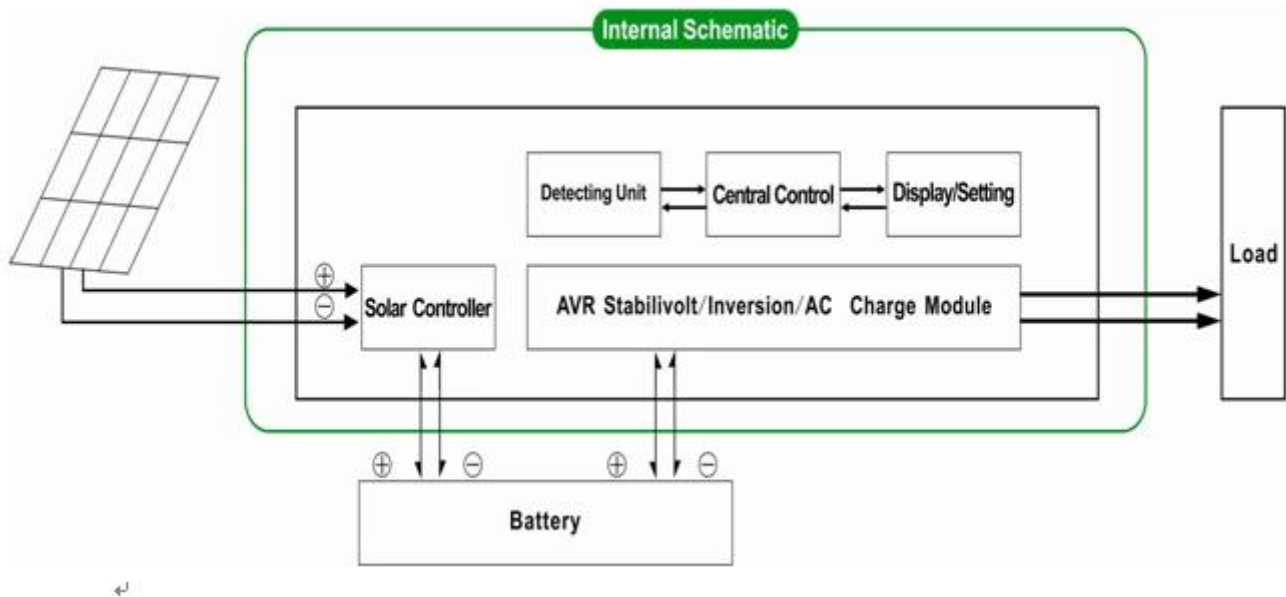 Internal Schematic
Detecting Unit
Central Control
Display/Setting
Load
⊕
⊖
Solar Controller
AVR Stabilivolt/Inversion/AC Charge Module
⊕ ⊖ ⊕ ⊖
Battery
↵